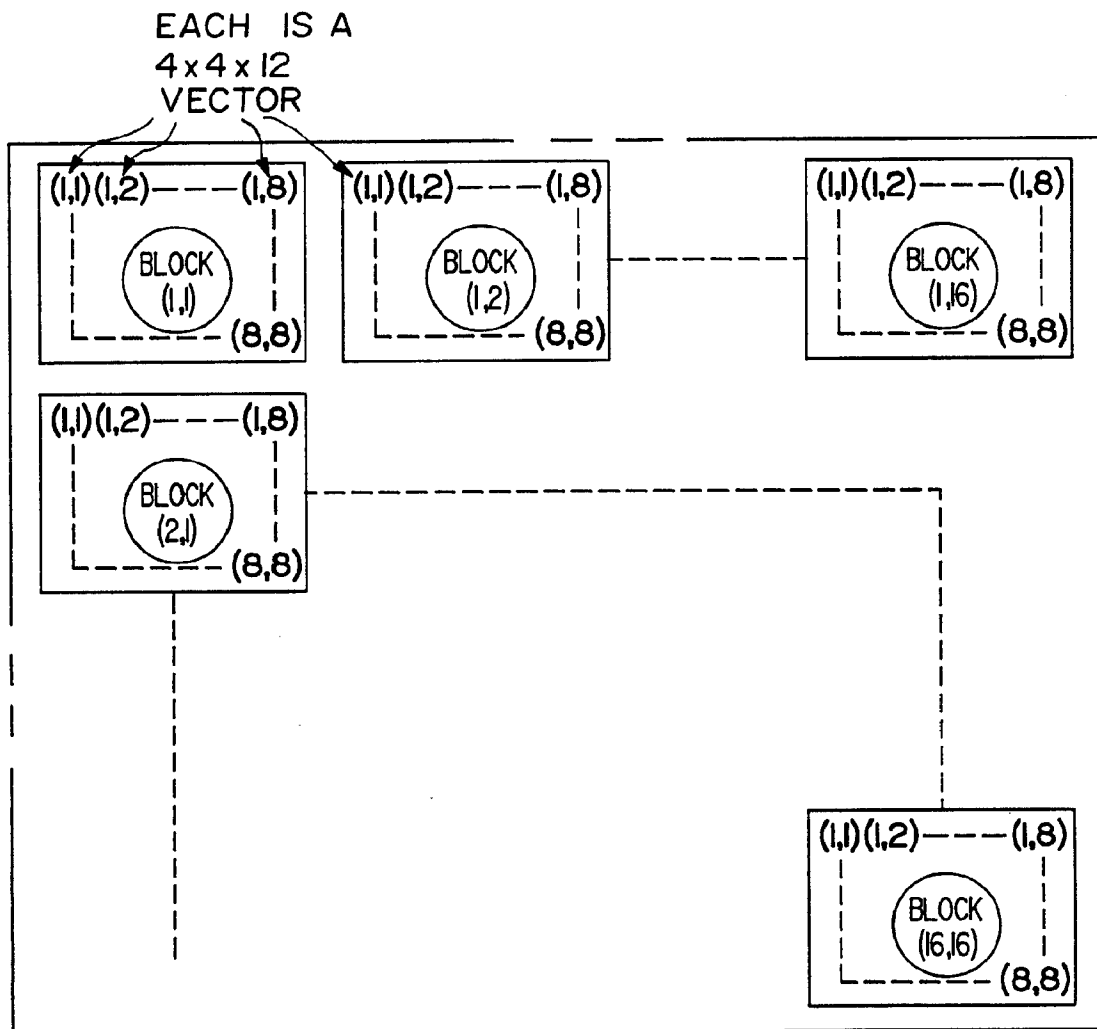 EACH IS A
4x4x12
VECTOR
(1,1)(1,2)----(1,8) (1,1)(1,2)----(1,8) (1,1)(1,2)----(1,8)
BLOCK BLOCK BLOCK
(1,1) (1,2) (1,16)
(8,8) (8,8) (8,8)
(1,1)(1,2)----(1,8)
BLOCK
(2,1)
(8,8)
(1,1)(1,2)----(1,8)
BLOCK
(16,16)
(8,8)